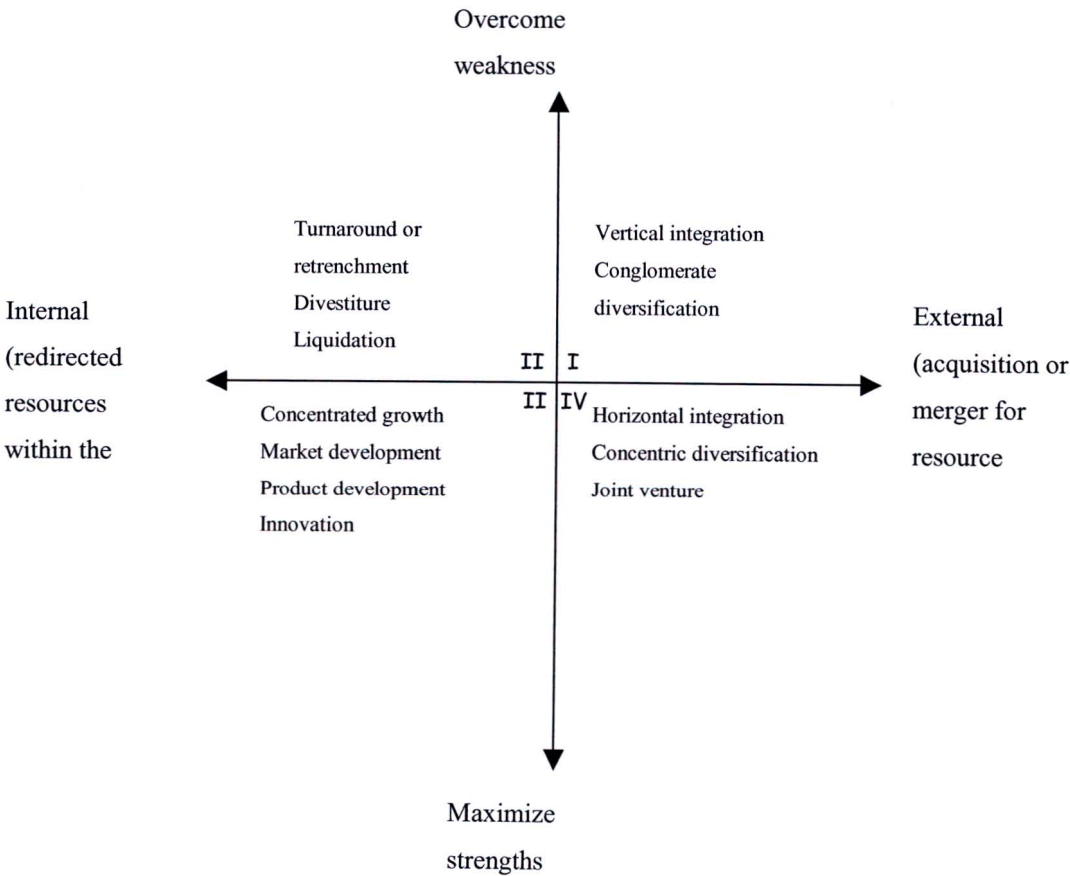 Overcome
weakness
Turnaround or
retrenchment
Divestiture
Liquidation
Vertical integration
Conglomerate
diversification
Internal
(redirected
resources
within the
External
(acquisition or
merger for
resource
II I
II IV
Concentrated growth
Market development
Product development
Innovation
Horizontal integration
Concentric diversification
Joint venture
Maximize
strengths